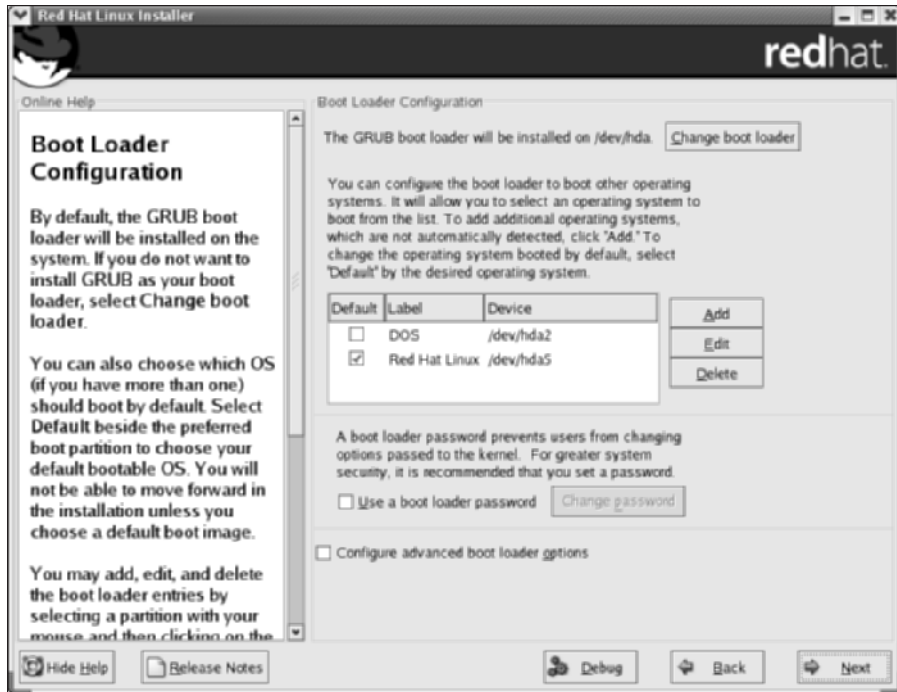 Red Hat Linux Installer
redhat.
Online Help
Boot Loader
Configuration
By default, the GRUB boot
loader will be installed on the
system. If you do not want to
install GRUB as your boot
loader, select Change boot
loader.
You can also choose which OS
(if you have more than one)
should boot by default. Select
Default beside the preferred
boot partition to choose your
default bootable OS. You will
not be able to move forward in
the installation unless you
choose a default boot image.
You may add, edit, and delete
the boot loader entries by
selecting a partition with your
mouse and then clicking on the
Boot Loader Configuration
The GRUB boot loader will be installed on /dev/hda. Change boot loader
You can configure the boot loader to boot other operating
systems. It will allow you to select an operating system to
boot from the list. To add additional operating systems,
which are not automatically detected, click "Add." To
change the operating system booted by default, select
"Default" by the desired operating system.
Default Label Device
DOS /dev/hda2
Red Hat Linux /dev/hda5
Add
Edit
Delete
A boot loader password prevents users from changing
options passed to the kernel. For greater system
security, it is recommended that you set a password.
Use a boot loader password Change password
Configure advanced boot loader options
Hide Help Release Notes Debug Back Next